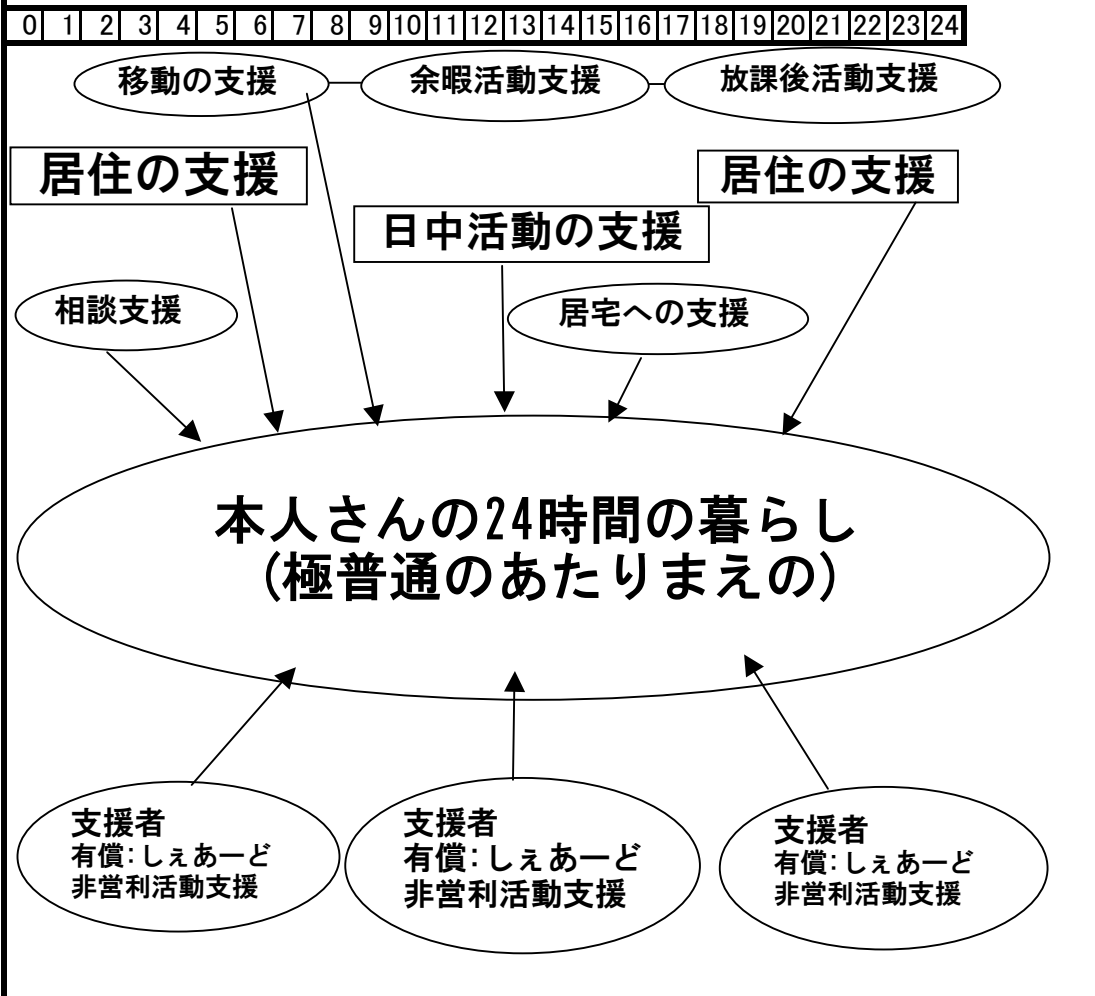 0 1 2 3 4 5 6 7 8 9 10 11 12 13 14 15 16 17 18 19 20 21 22 23 24
移動の支援
余暇活動支援
放課後活動支援
居住の支援
居住の支援
日中活動の支援
相談支援
居宅への支援
本人さんの24時間の暮らし
(極普通のあたりまえの)
支援者
有償:しぇあーど
非営利活動支援
支援者
有償:しぇあーど
非営利活動支援
支援者
有償:しぇあーど
非営利活動支援